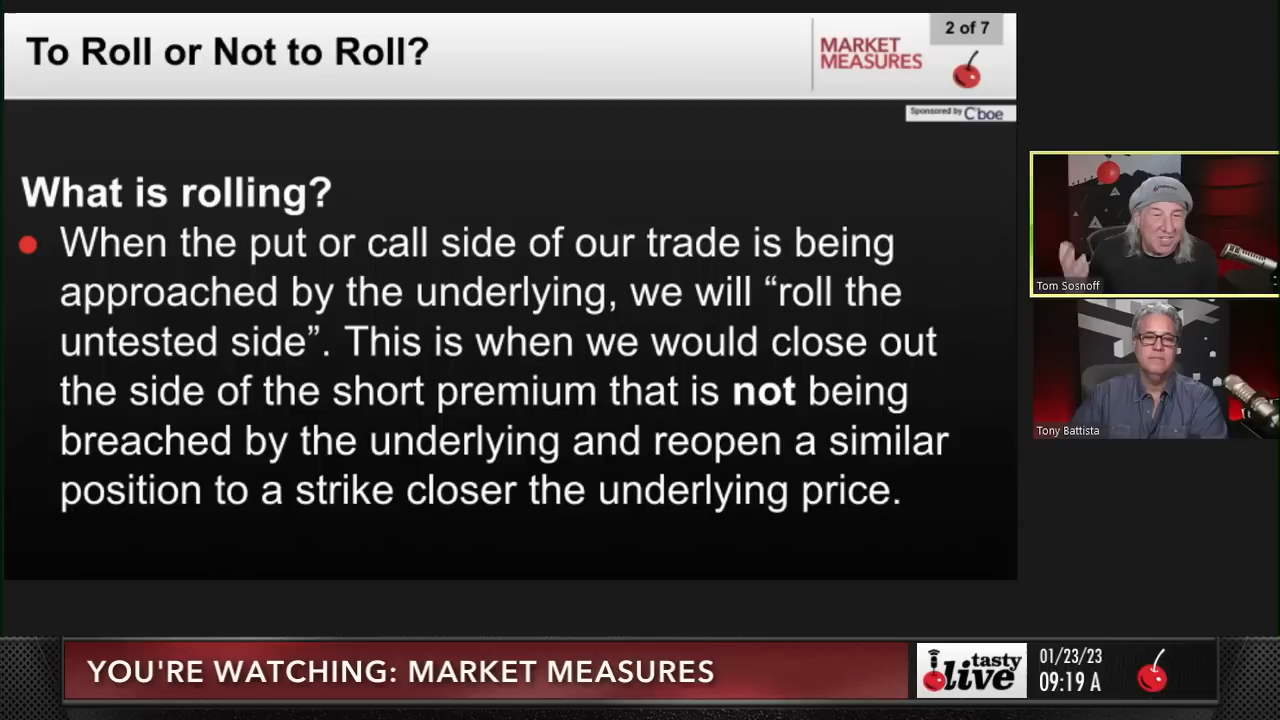 To Roll or Not to Roll?
MARKET
MEASURES
2 of 7
Sponsored by Cboe
What is rolling?
When the put or call side of our trade is being
approached by the underlying, we will “roll the
untested side”. This is when we would close out
the side of the short premium that is not being
breached by the underlying and reopen a similar
position to a strike closer the underlying price.
Tom Sosnoff
Tony Battista
YOU'RE WATCHING: MARKET MEASURES
tasty
live
01/23/23
09:19 A